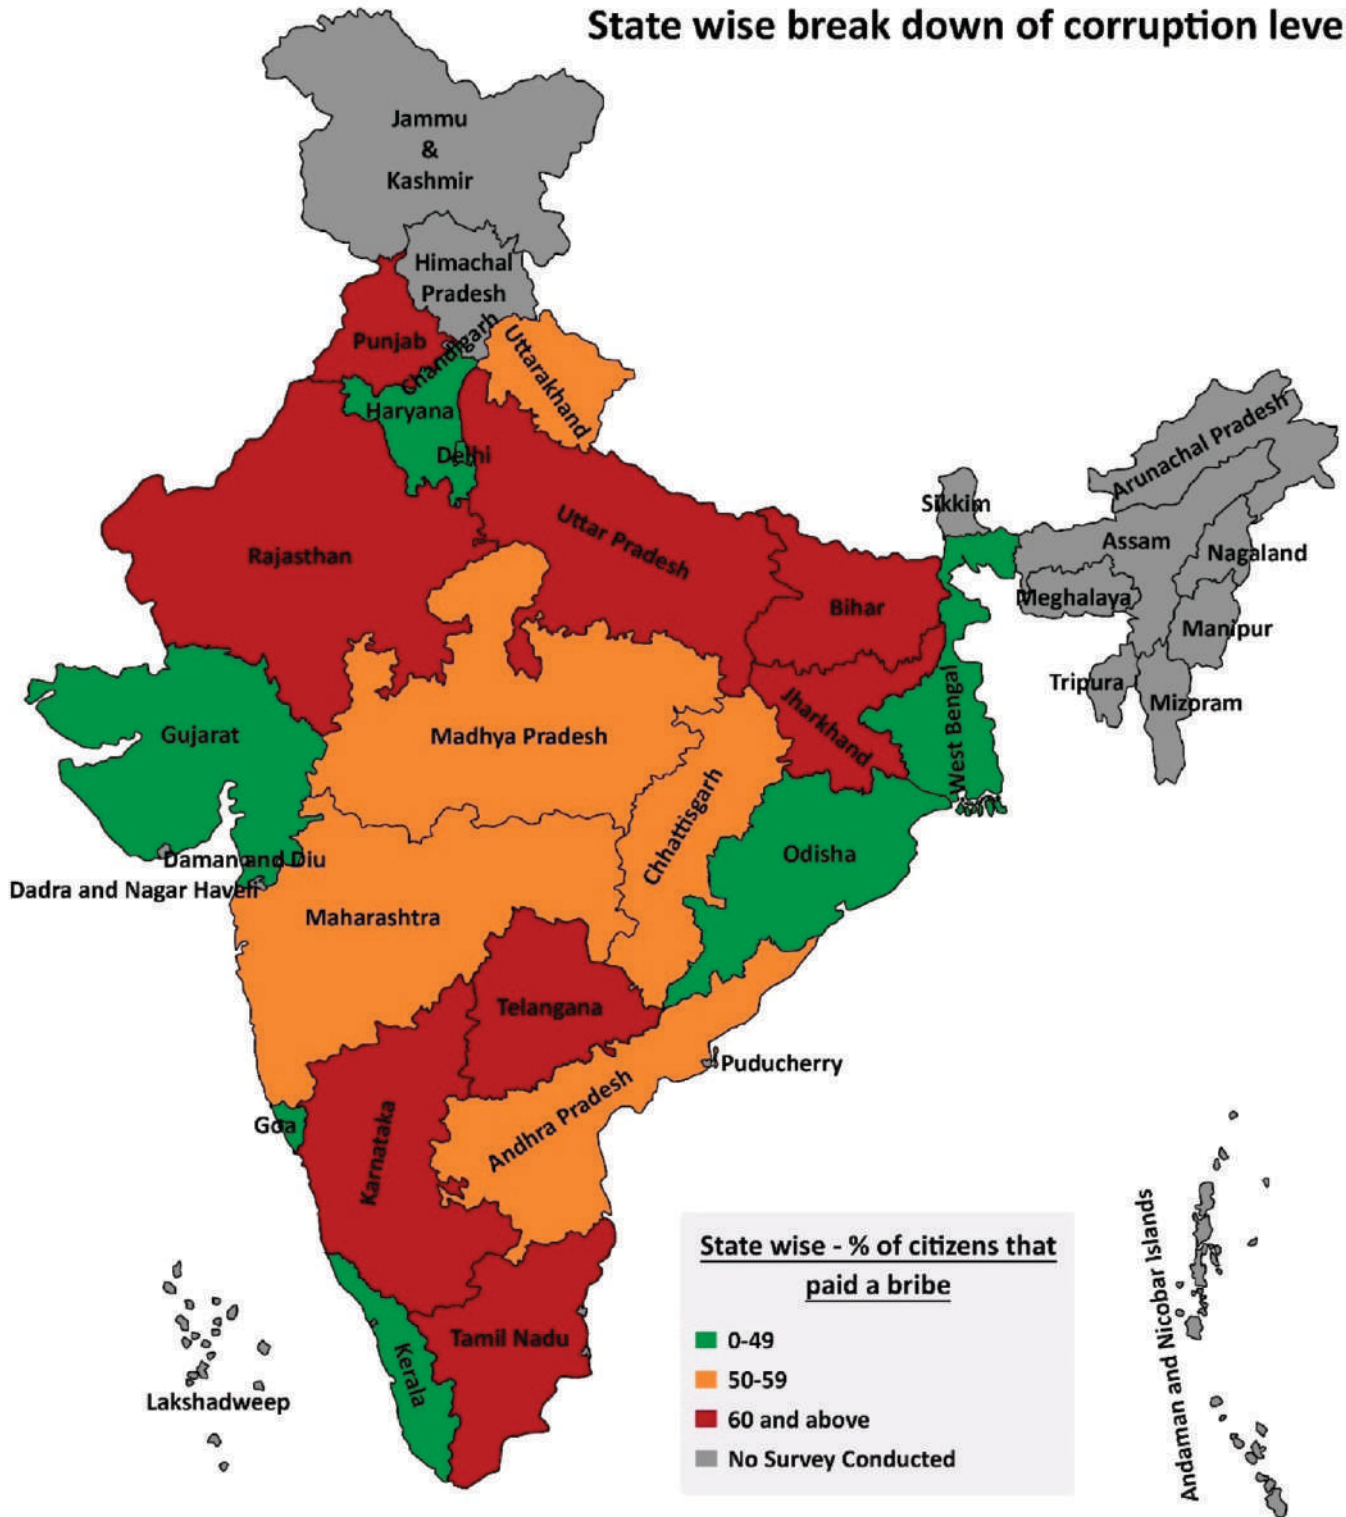 State wise break down of corruption leve
Jammu
&
Kashmir
Himachal
Pradesh
Punjab
Chandigarh
Uttarakhand
Haryana
Delhi
Arunachal Pradesh
Sikkim
Rajasthan
Uttar Pradesh
Assam
Nagaland
Bihar
Meghalaya
Manipur
Tripura
Mizoram
Gujarat
Madhya Pradesh
Jharkhand
West Bengal
Chhattisgarh
Odisha
Daman and Diu
Dadra and Nagar Haveli
Maharashtra
Telangana
Puducherry
Andhra Pradesh
Goa
Karnataka
Tamil Nadu
Kerala
Lakshadweep
Andaman and Nicobar Islands
State wise - % of citizens that
paid a bribe
0-49
50-59
60 and above
No Survey Conducted